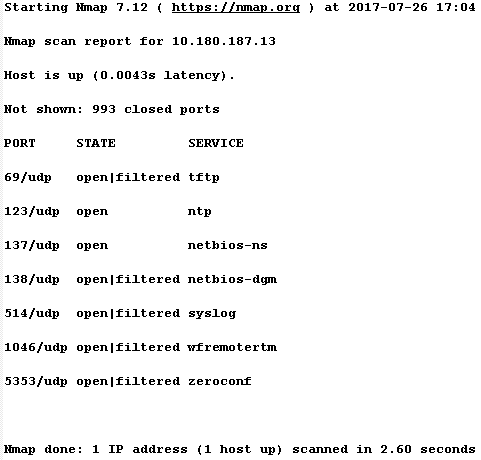 Starting Nmap 7.12 ( https://nmap.org ) at 2017-07-26 17:04
Nmap scan report for 10.180.187.13
Host is up (0.0043s latency).
Not shown: 993 closed ports
PORT     STATE         SERVICE
69/udp   open|filtered tftp
123/udp  open          ntp
137/udp  open          netbios-ns
138/udp  open|filtered netbios-dgm
514/udp  open|filtered syslog
1046/udp open|filtered wfremotertm
5353/udp open|filtered zeroconf
Nmap done: 1 IP address (1 host up) scanned in 2.60 seconds